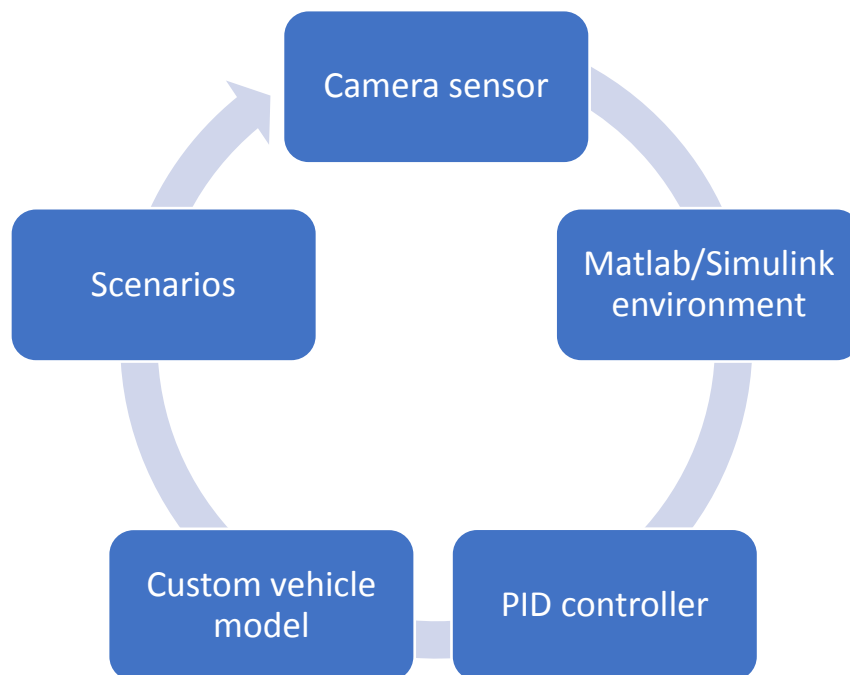 Camera sensor
Matlab/Simulink
environment
PID controller
Custom vehicle
model
Scenarios